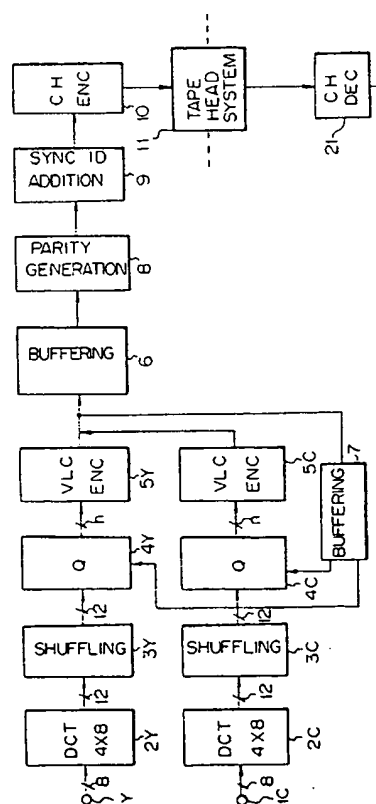 8
Y
DCT
4X8
2Y
12
SHUFFLING
3Y
12
Q
4Y
n
VLC
ENC
5Y
BUFFERING
6
PARITY
GENERATION
8
SYNC ID
ADDITION
9
CH
ENC
10
TAPE
HEAD
SYSTEM
11
CH
DEC
21
8
1C
DCT
4X8
2C
12
SHUFFLING
3C
12
Q
4C
n
VLC
ENC
5C
BUFFERING
7